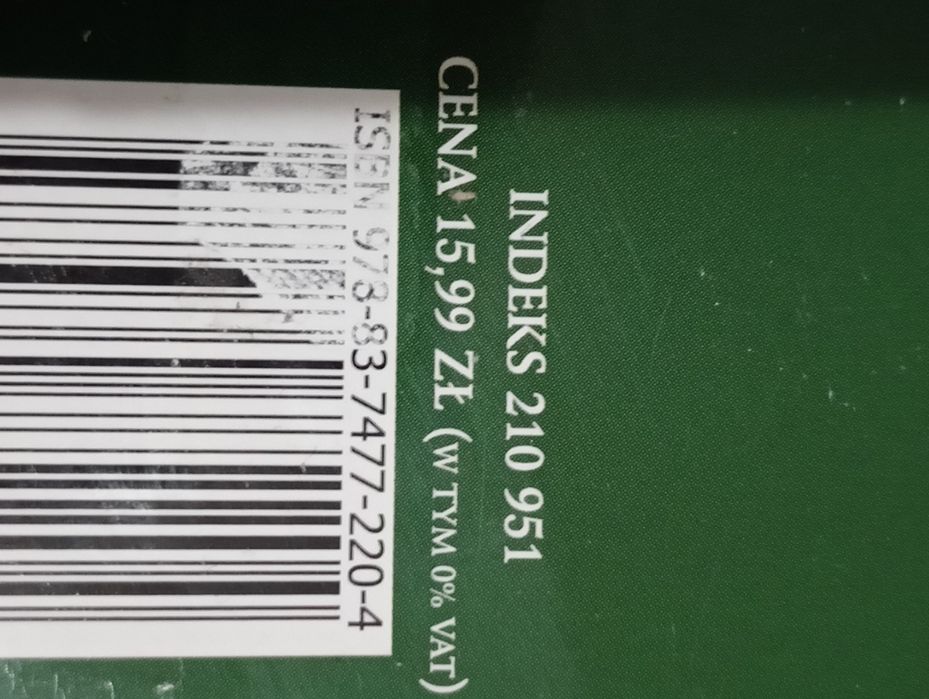 INDEKS 210 951
CENA 15,99 ZŁ (W TYM 0% VAT)
ISBN 978-83-7477-220-4